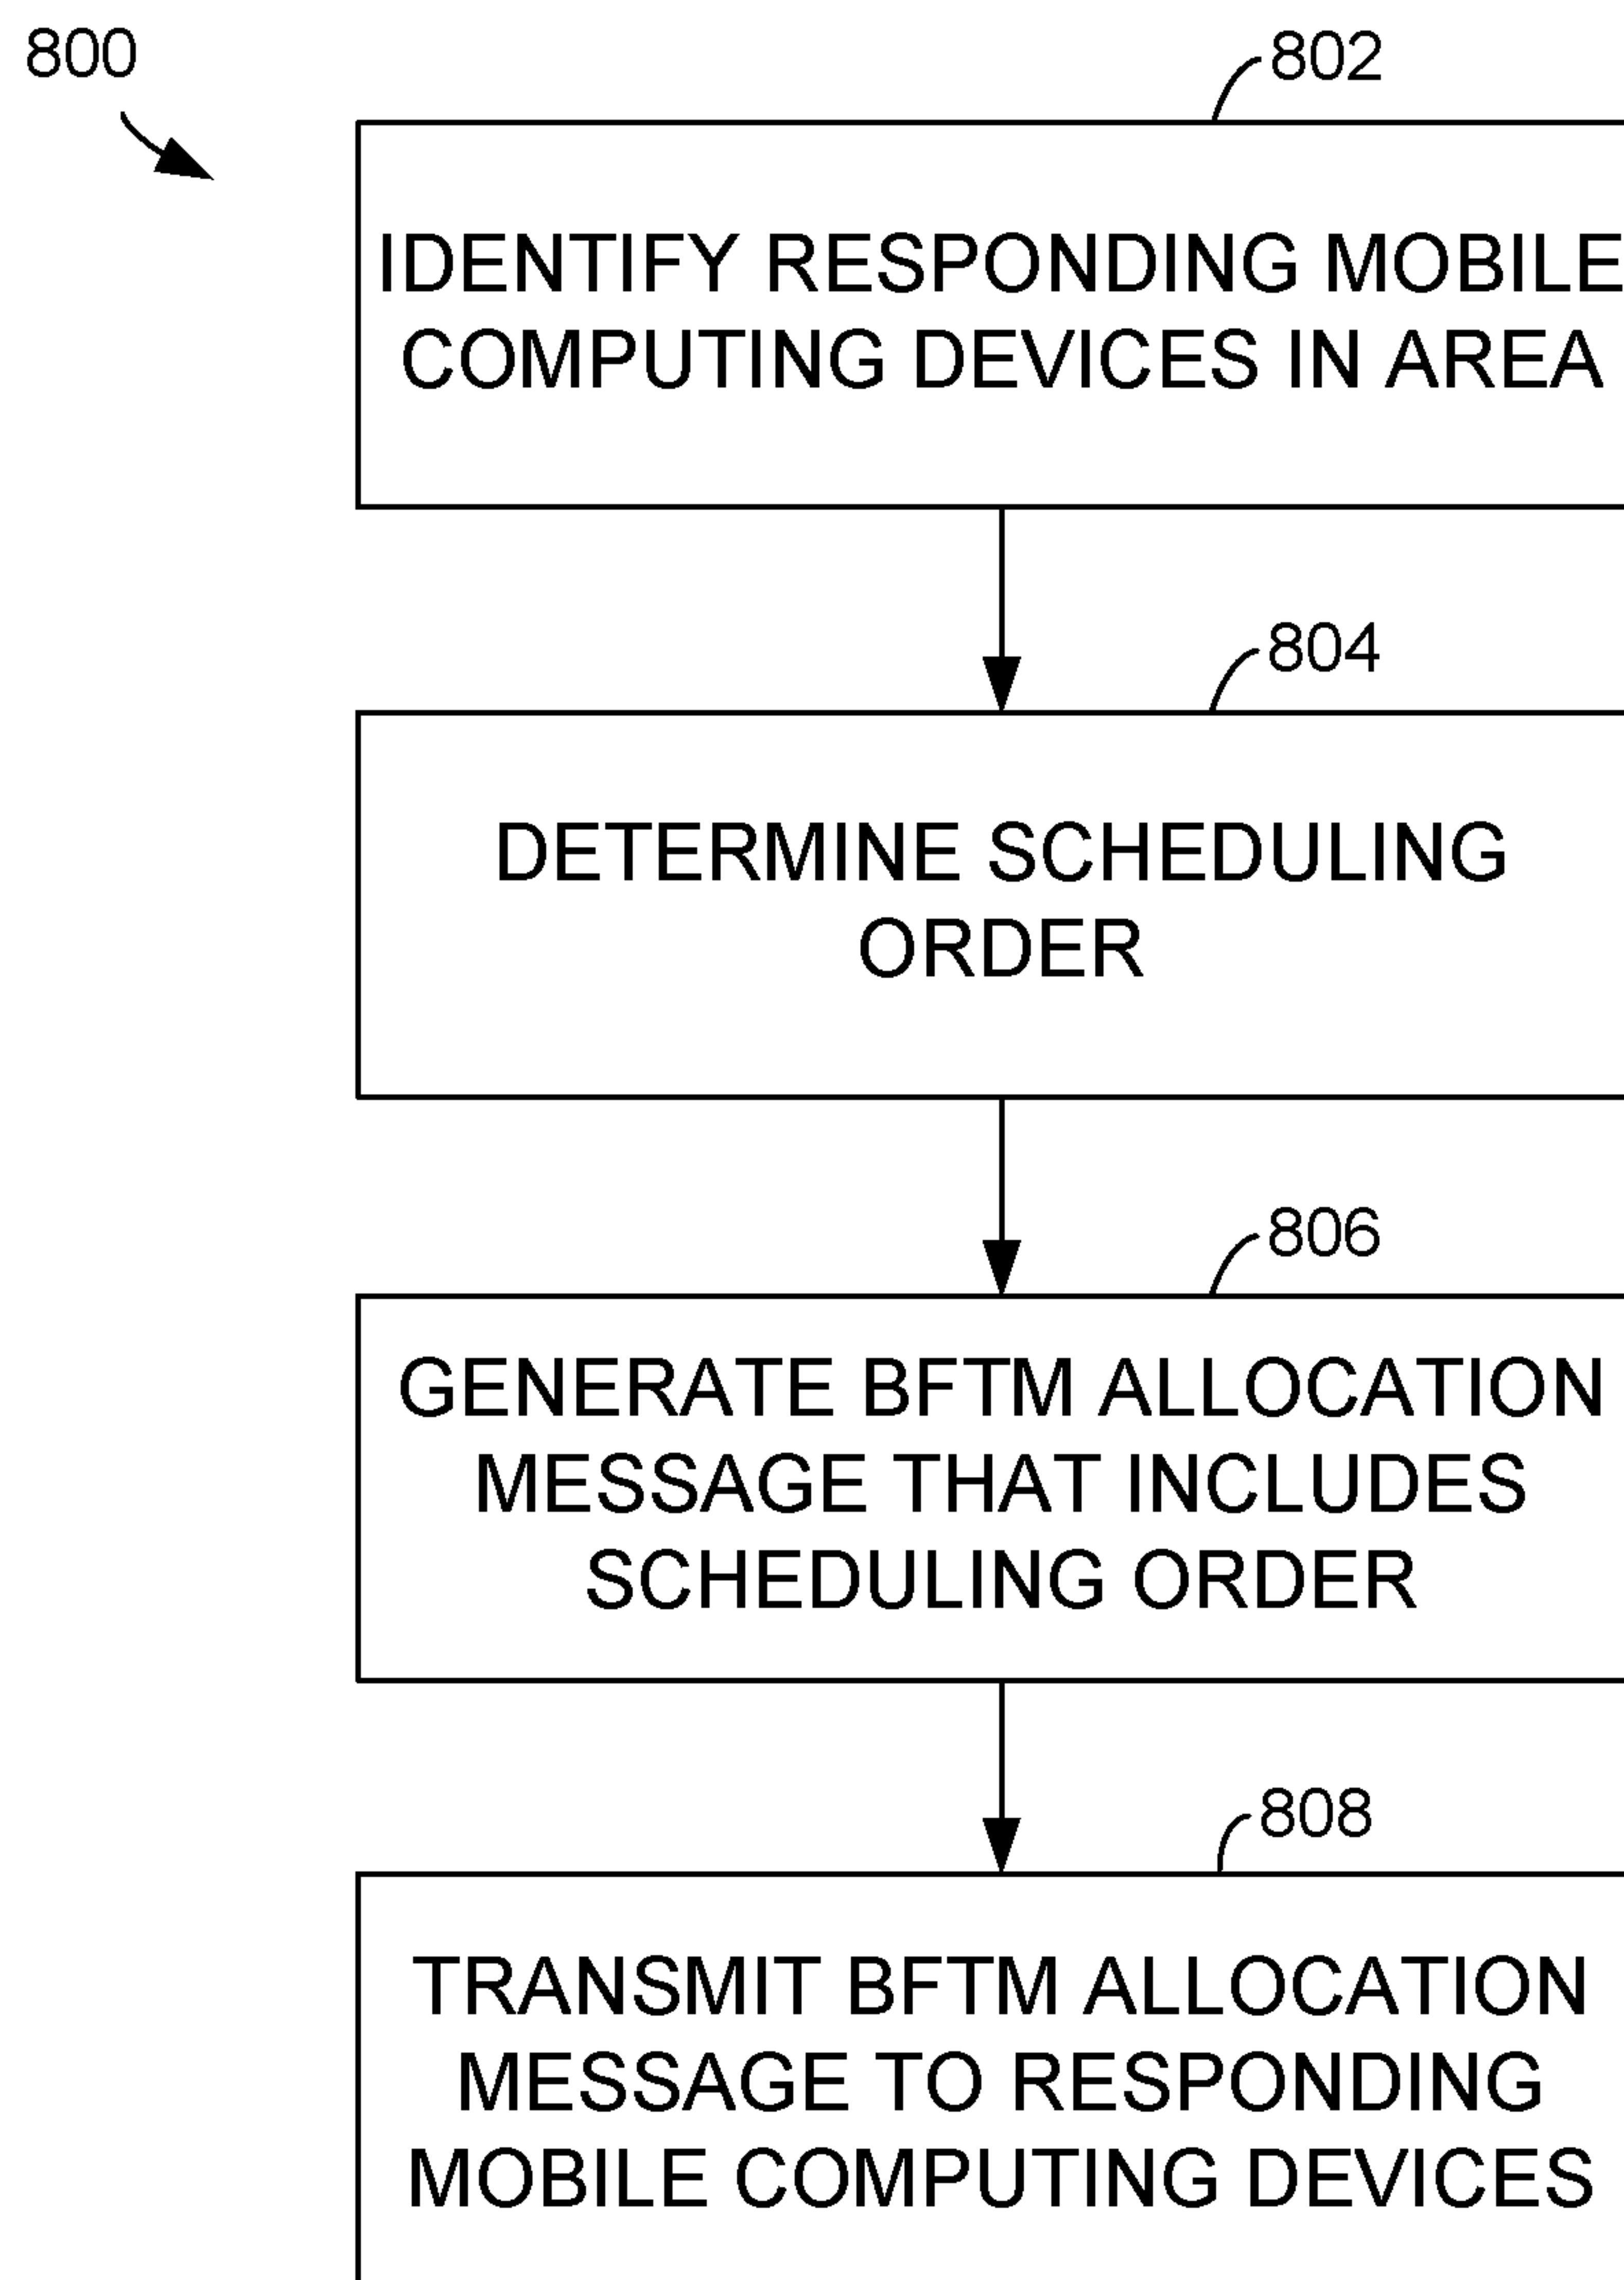 800
802
IDENTIFY RESPONDING MOBILE
COMPUTING DEVICES IN AREA
804
DETERMINE SCHEDULING
ORDER
806
GENERATE BFTM ALLOCATION
MESSAGE THAT INCLUDES
SCHEDULING ORDER
808
TRANSMIT BFTM ALLOCATION
MESSAGE TO RESPONDING
MOBILE COMPUTING DEVICES